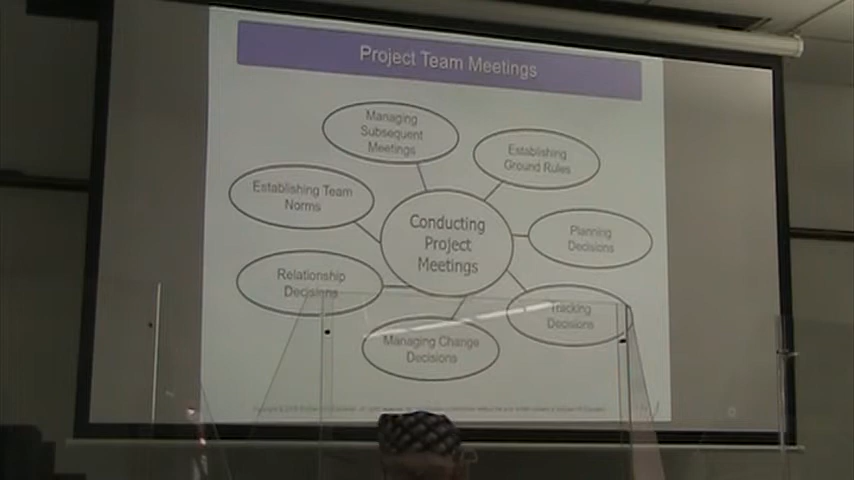 Project Team Meetings
Managing
Subsequent
Meetings
Establishing
Ground Rules
Establishing Team
Norms
Conducting
Project
Meetings
Planning
Decisions
Relationship
Decisions
Tracking
Decisions
Managing Change
Decisions